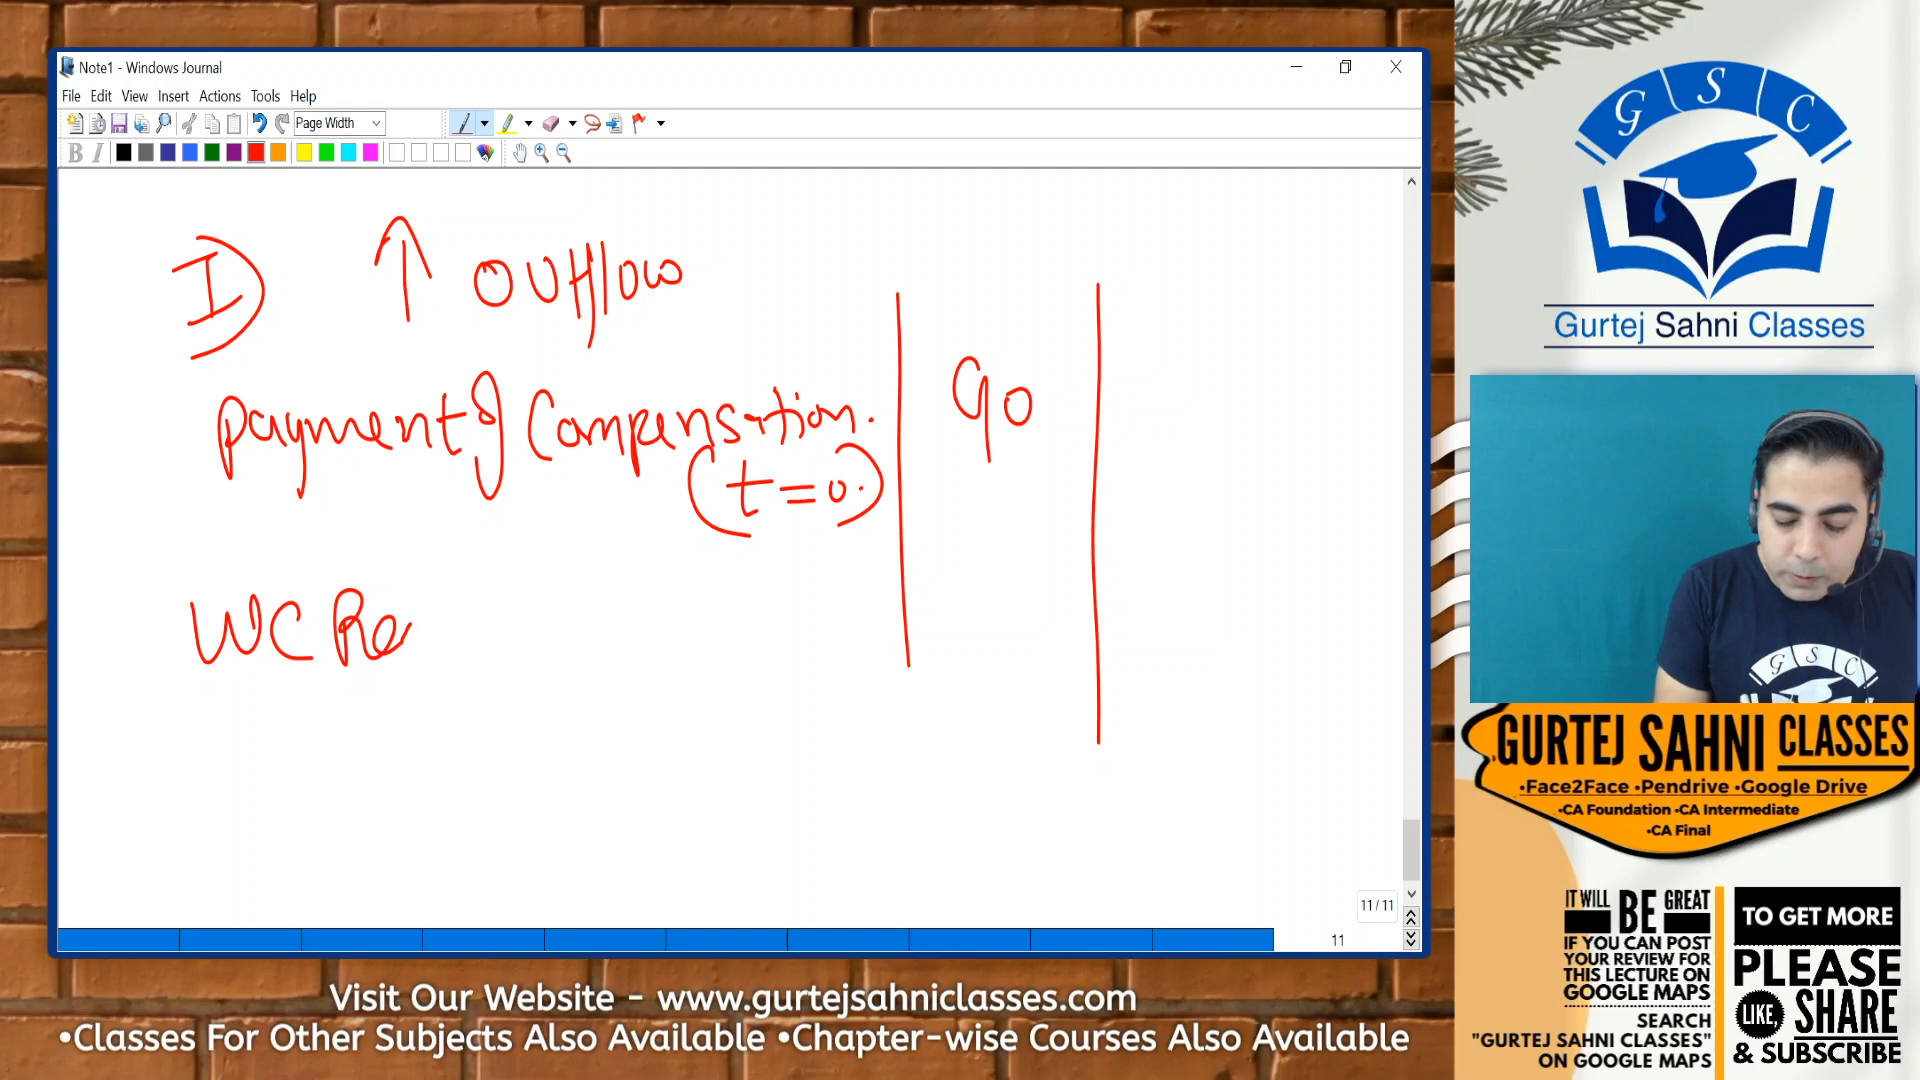 Note1 - Windows Journal
File Edit View Insert Actions Tools Help
Page Width
B I
I) ↑ Outflow
Payment of Compensation.
(t=0.)
90
WC Re
11 / 11
11
G S C
Gurtej Sahni Classes
G S C
GURTEJ SAHNI CLASSES
•Face2Face •Pendrive •Google Drive
•CA Foundation •CA Intermediate
•CA Final
IT WILL BE GREAT
IF YOU CAN POST
YOUR REVIEW FOR
THIS LECTURE ON
GOOGLE MAPS
SEARCH
"GURTEJ SAHNI CLASSES"
ON GOOGLE MAPS
TO GET MORE
PLEASE
LIKE, SHARE
& SUBSCRIBE
Visit Our Website - www.gurtejsahniclasses.com
•Classes For Other Subjects Also Available •Chapter-wise Courses Also Available